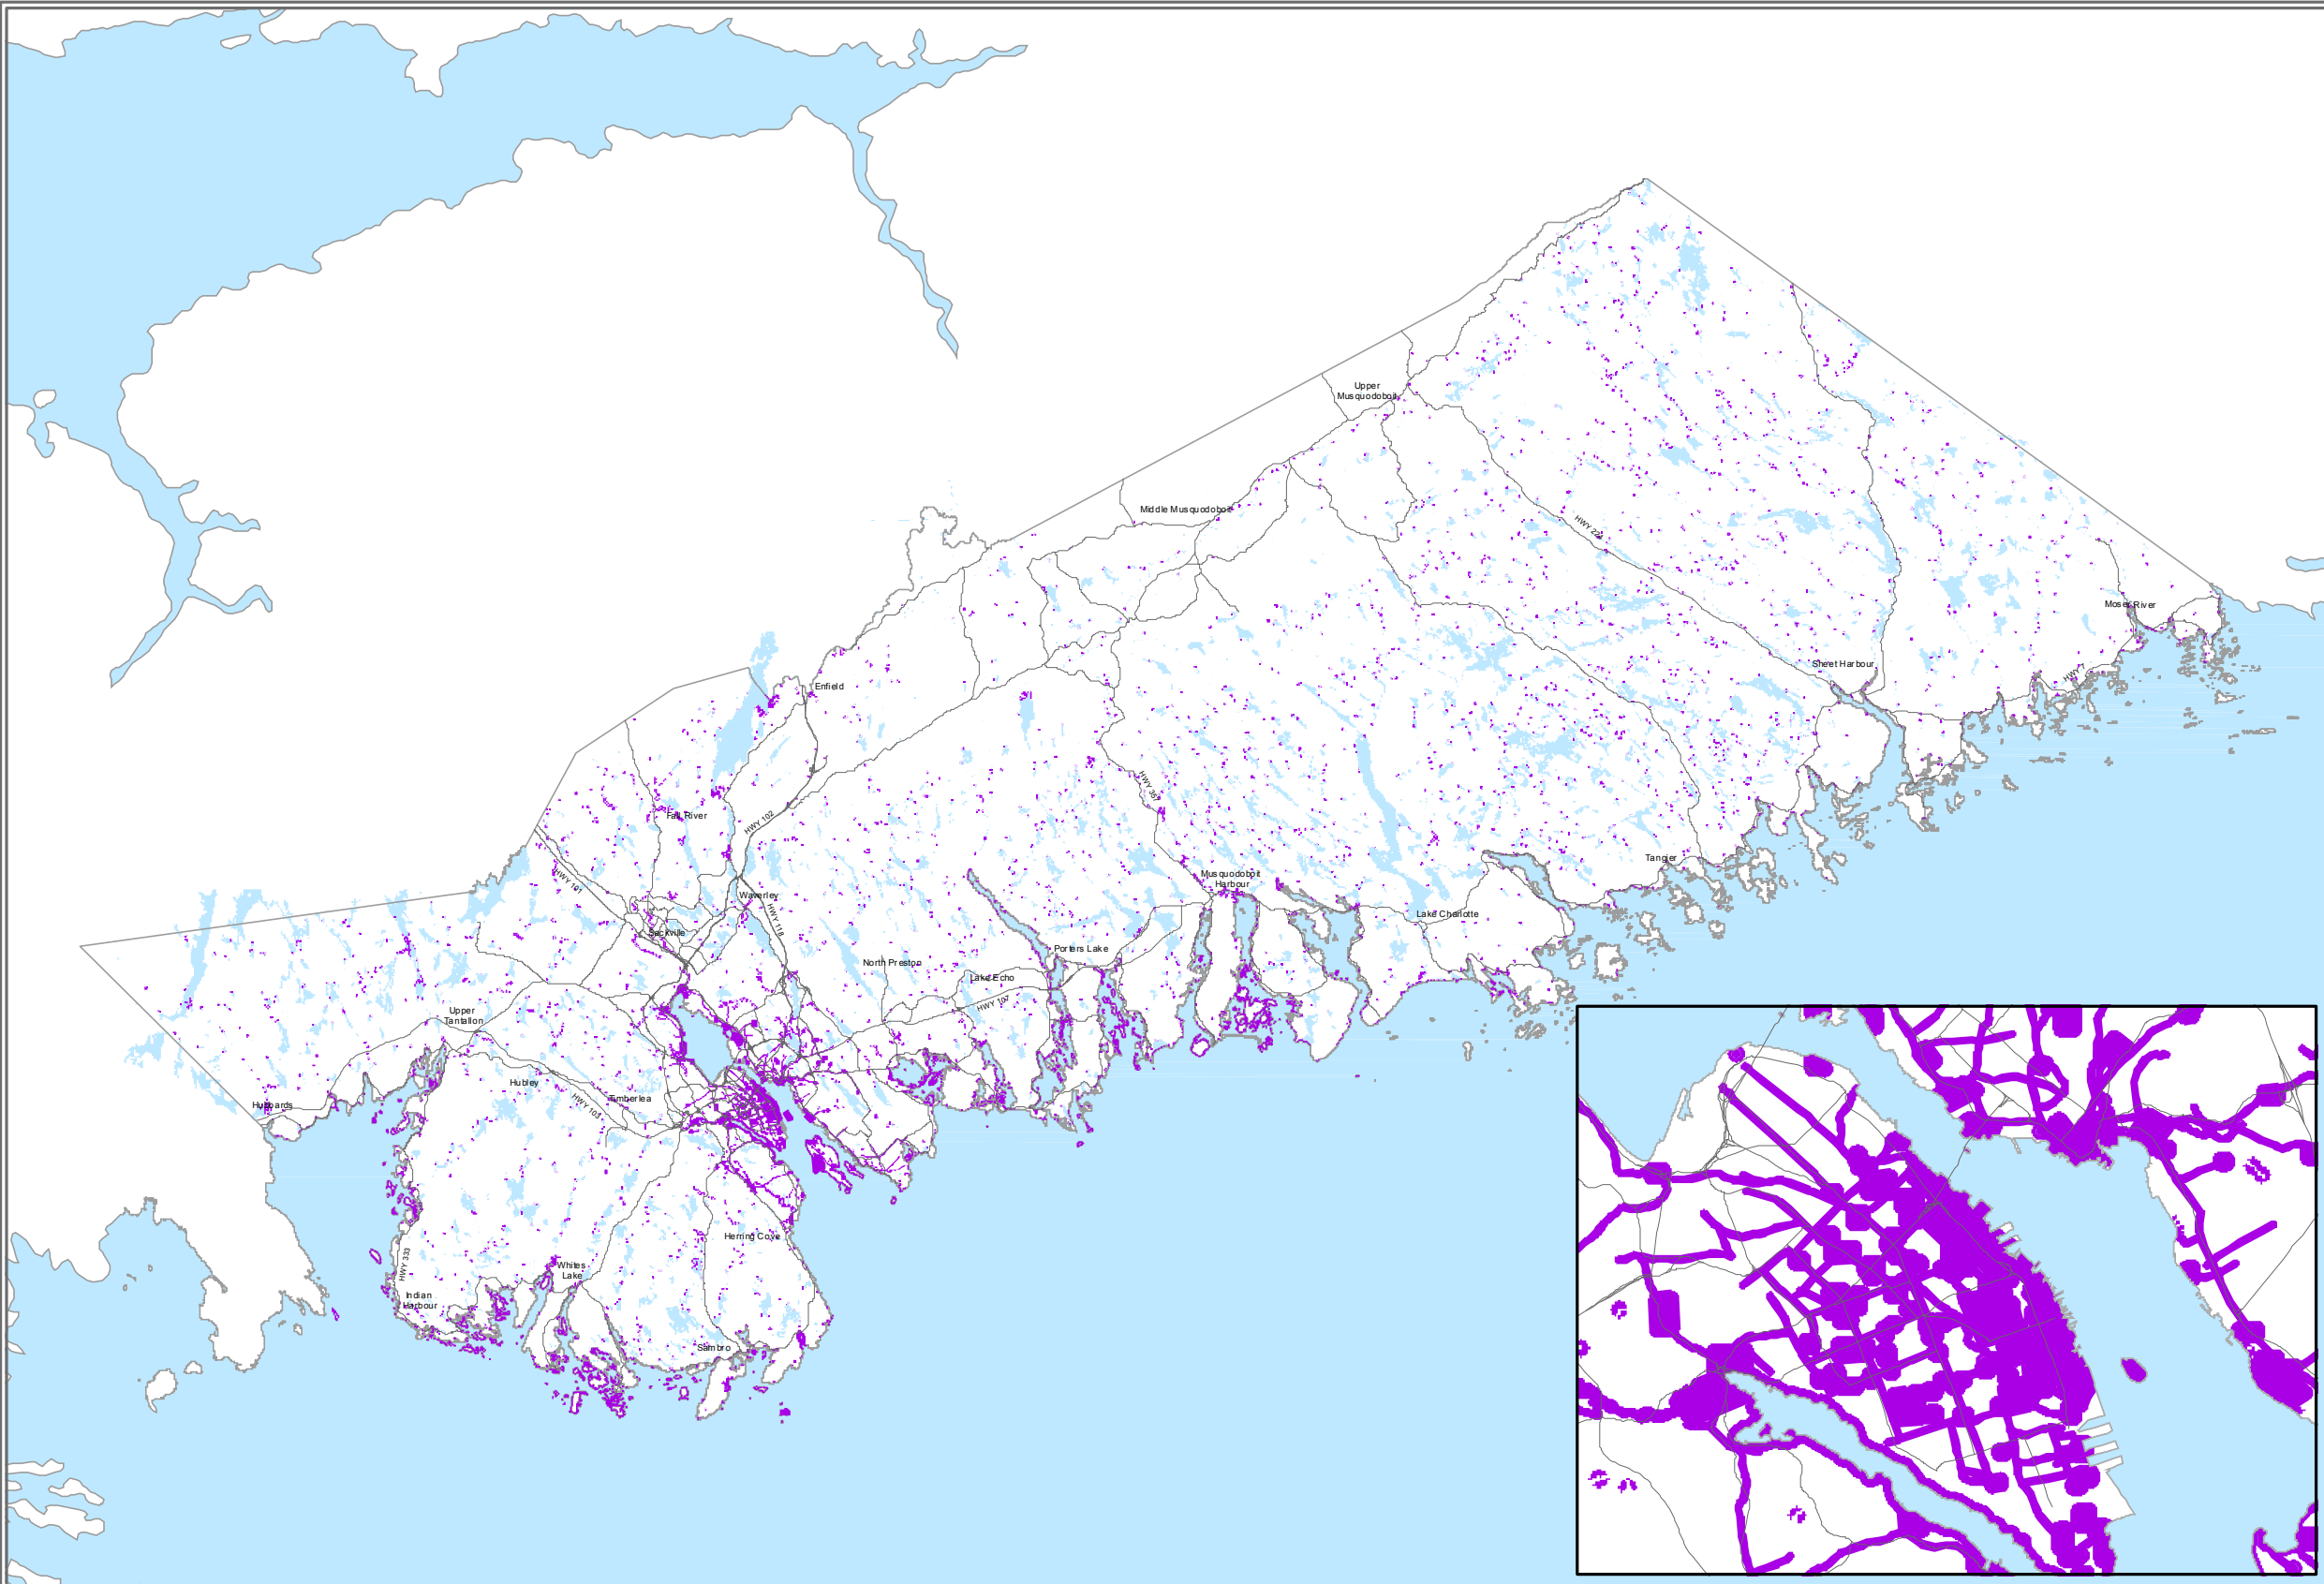 Upper
Musquodoboit
Middle Musquodoboit
HWY 224
Moser River
Sheet Harbour
HWY 7
Enfield
HWY 357
Fall River
HWY 102
Tangier
HWY 101
Musquodoboit
Harbour
Waverley
HWY 118
Lake Charlotte
Sackville
Porters Lake
North Preston
Lake Echo
HWY 107
Upper
Tantallon
Hubley
Timberlea
HWY 103
Hubbards
Herring Cove
HWY 333
Whites
Lake
Indian
Harbour
Sambro